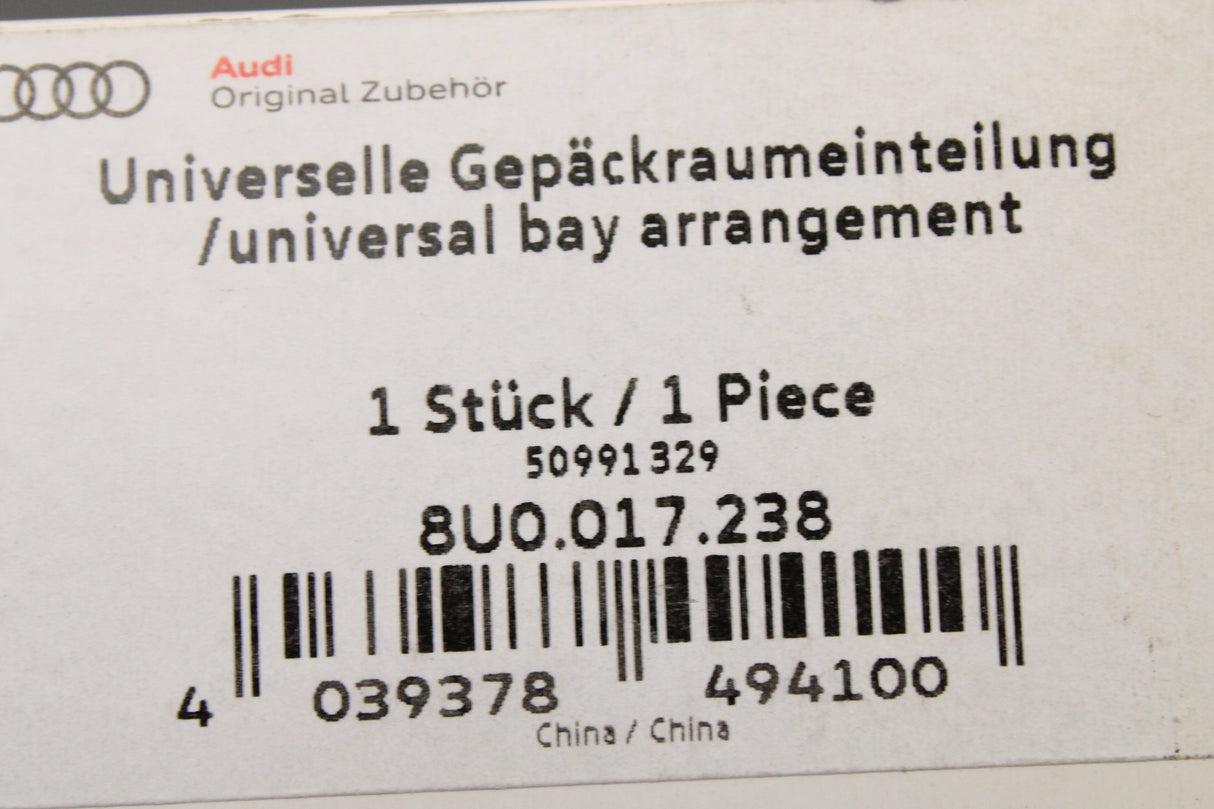 Audi
Original Zubehör
Universelle Gepäckraumeinteilung
/universal bay arrangement
1 Stück / 1 Piece
50991329
8U0.017.238
4 039378 494100
China / China